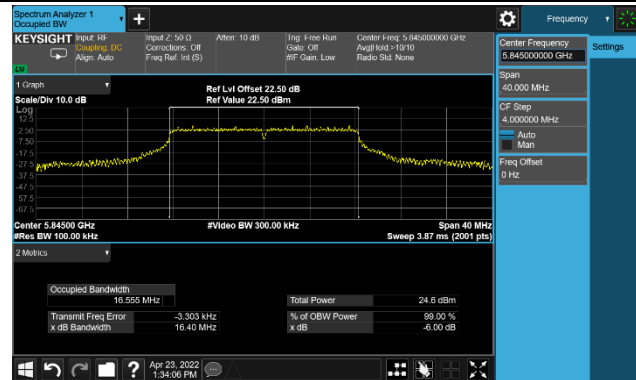 Spectrum Analyzer 1
Occupied BW
Frequency
KEYSIGHT
Input: RF
Coupling: DC
Align: Auto
Input Z: 50 Ω
Corrections: Off
Freq Ref: Int (S)
Atten: 10 dB
Trig: Free Run
Gate: Off
#IF Gain: Low
Center Freq: 5.845000000 GHz
Avg|Hold:>10/10
Radio Std: None
Center Frequency
5.845000000 GHz
Settings
Span
40.000 MHz
CF Step
4.000000 MHz
Auto
Man
Freq Offset
0 Hz
1 Graph
Scale/Div 10.0 dB
Ref Lvl Offset 22.50 dB
Ref Value 22.50 dBm
Log
12.5
2.50
-7.50
-17.5
-27.5
-37.5
-47.5
-57.5
-67.5
Center 5.84500 GHz
#Res BW 100.00 kHz
#Video BW 300.00 kHz
Span 40 MHz
Sweep 3.87 ms (2001 pts)
2 Metrics
Occupied Bandwidth
16.555 MHz
Total Power 24.6 dBm
Transmit Freq Error -3.303 kHz
% of OBW Power 99.00 %
x dB Bandwidth 16.40 MHz
x dB -6.00 dB
Apr 23, 2022
1:34:06 PM